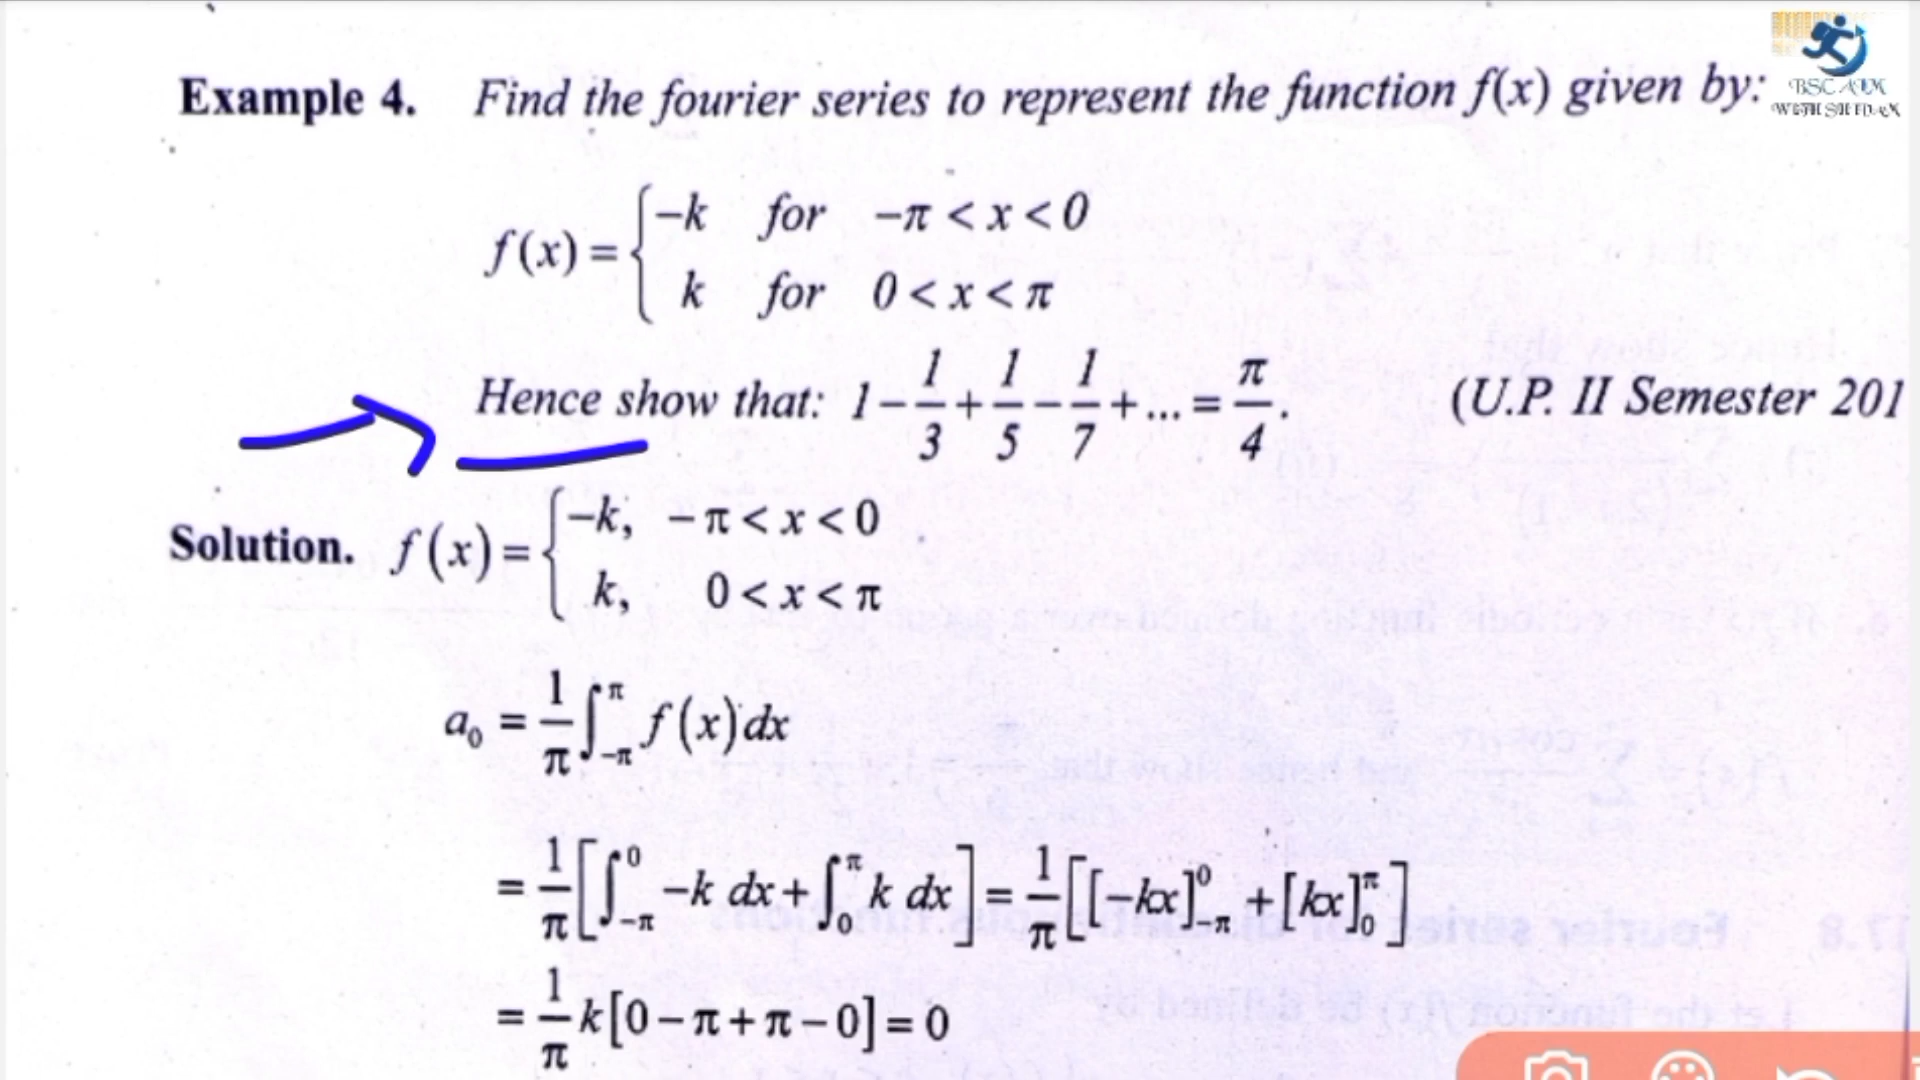 BSC AIM
Example 4. Find the fourier series to represent the function f(x) given by:
f(x) = { -k for -π < x < 0
k for 0 < x < π
Hence show that: 1 - 1/3 + 1/5 - 1/7 + ... = π/4. (U.P. II Semester 201
Solution. f(x) = { -k, -π < x < 0
k, 0 < x < π
a₀ = 1/π ∫_{-π}^{π} f(x) dx
= 1/π [∫_{-π}^{0} -k dx + ∫_{0}^{π} k dx] = 1/π [[-kx]_{-π}^{0} + [kx]_{0}^{π}]
= 1/π k[0 - π + π - 0] = 0